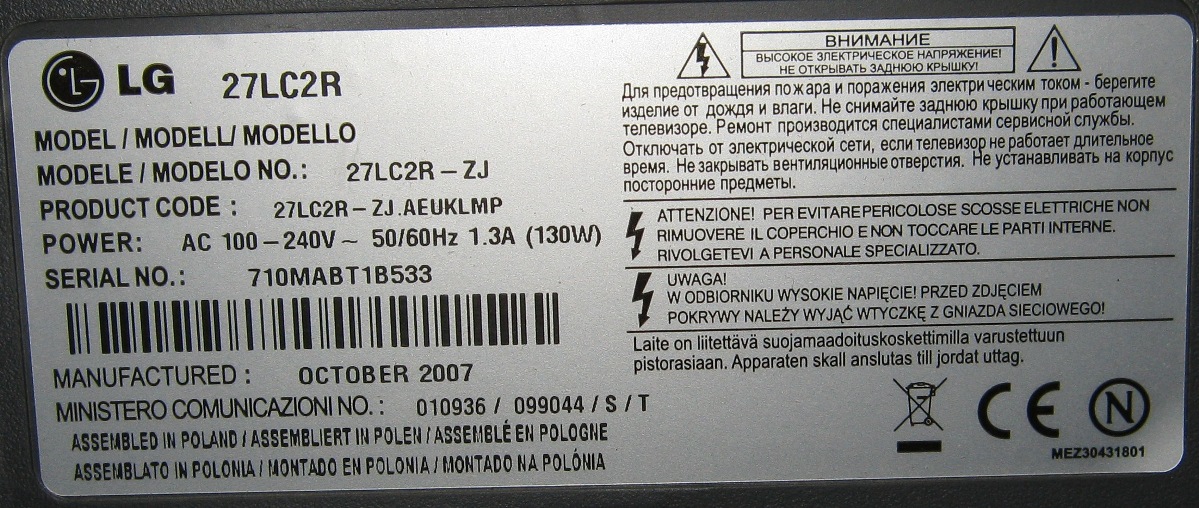 LG 27LC2R
MODEL / MODELL/ MODELLO
MODELE / MODELO NO. : 27LC2R - ZJ
PRODUCT CODE : 27LC2R - ZJ.AEUKLMP
POWER: AC 100 - 240V ~ 50/60Hz 1.3A (130W)
SERIAL NO. : 710MABT1B533
MANUFACTURED : OCTOBER 2007
MINISTERO COMUNICAZIONI NO. : 010936 / 099044 / S / T
ASSEMBLED IN POLAND / ASSEMBLIERT IN POLEN / ASSEMBLÉ EN POLOGNE
ASSEMBLATO IN POLONIA / MONTADO EN POLONIA / MONTADO NA POLÓNIA
ВНИМАНИЕ
ВЫСОКОЕ ЭЛЕКТРИЧЕСКОЕ НАПРЯЖЕНИЕ!
НЕ ОТКРЫВАТЬ ЗАДНЮЮ КРЫШКУ!
Для предотвращения пожара и поражения электрическим током - берегите
изделие от дождя и влаги. Не снимайте заднюю крышку при работающем
телевизоре. Ремонт производится специалистами сервисной службы.
Отключать от электрической сети, если телевизор не работает длительное
время. Не закрывать вентиляционные отверстия. Не устанавливать на корпус
посторонние предметы.
ATTENZIONE! PER EVITARE PERICOLOSE SCOSSE ELETTRICHE NON
RIMUOVERE IL COPERCHIO E NON TOCCARE LE PARTI INTERNE.
RIVOLGETEVI A PERSONALE SPECIALIZZATO.
UWAGA!
W ODBIORNIKU WYSOKIE NAPIĘCIE! PRZED ZDJĘCIEM
POKRYWY NALEŻY WYJĄĆ WTYCZKĘ Z GNIAZDA SIECIOWEGO!
Laite on liitettävä suojamaadoituskoskettimilla varustettuun
pistorasiaan. Apparaten skall anslutas till jordat uttag.
CE N
MEZ30431801